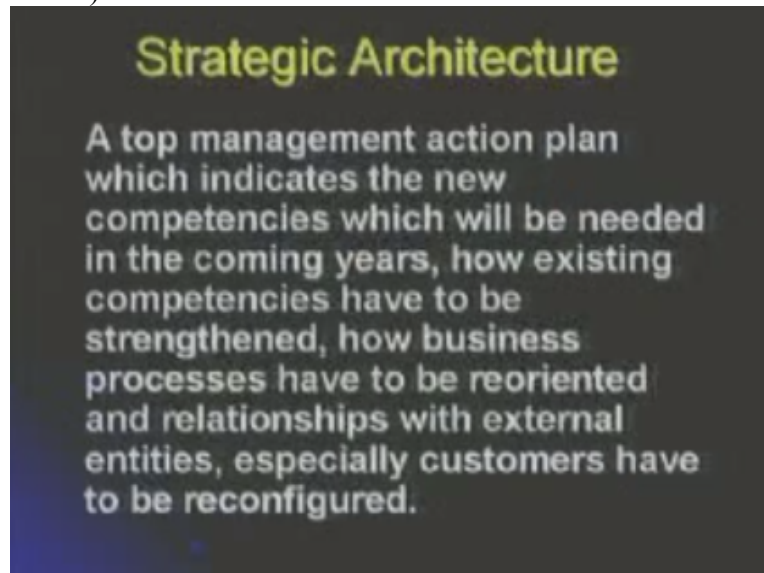 Strategic Architecture
A top management action plan
which indicates the new
competencies which will be needed
in the coming years, how existing
competencies have to be
strengthened, how business
processes have to be reoriented
and relationships with external
entities, especially customers have
to be reconfigured.